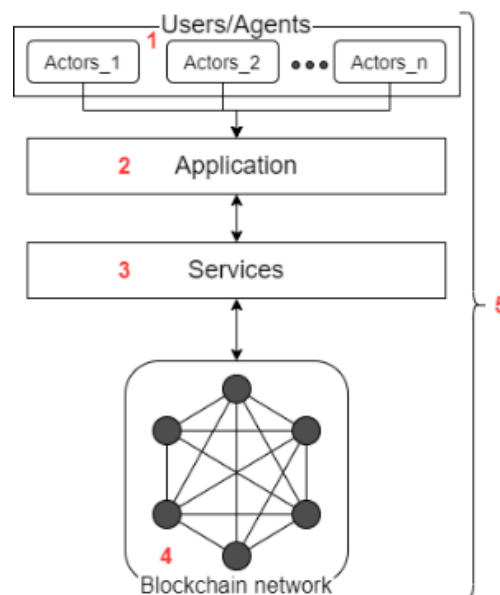 Users/Agents
1
Actors_1 Actors_2 Actors_n
2 Application
3 Services
5
4
Blockchain network